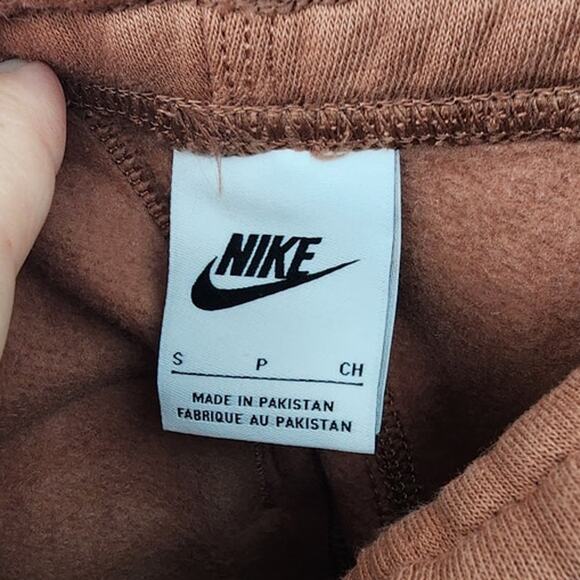 NIKE
S P CH
MADE IN PAKISTAN
FABRIQUE AU PAKISTAN